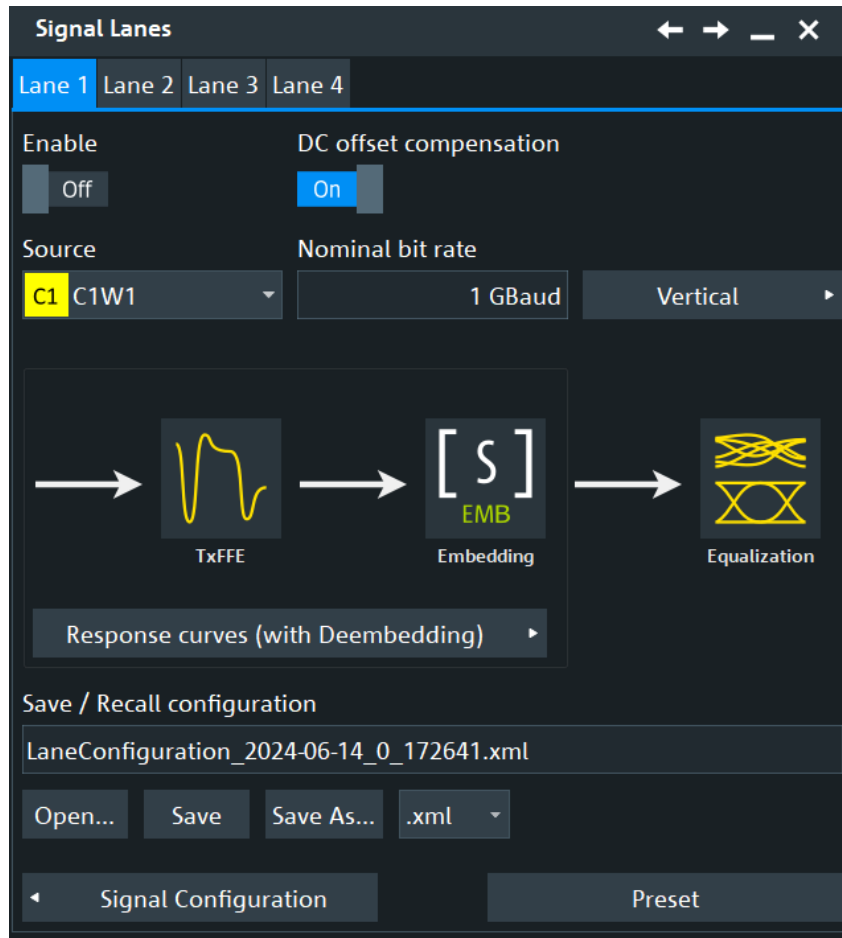 Signal Lanes
Lane 1 Lane 2 Lane 3 Lane 4
Enable DC offset compensation
Off On
Source Nominal bit rate
C1 C1W1 1 GBaud Vertical
[ S ]
EMB
TxFFE Embedding Equalization
Response curves (with Deembedding)
Save / Recall configuration
LaneConfiguration_2024-06-14_0_172641.xml
Open... Save Save As... .xml
Signal Configuration Preset